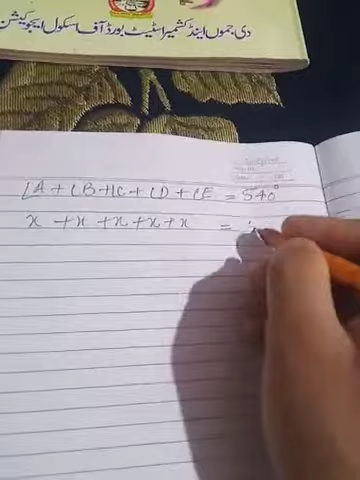 دی جموں اینڈ کشمیر اسٹیٹ بورڈ آف اسکول ایجوکیشن
∠A + ∠B + ∠C + ∠D + ∠E = 540°
x + x + x + x + x =